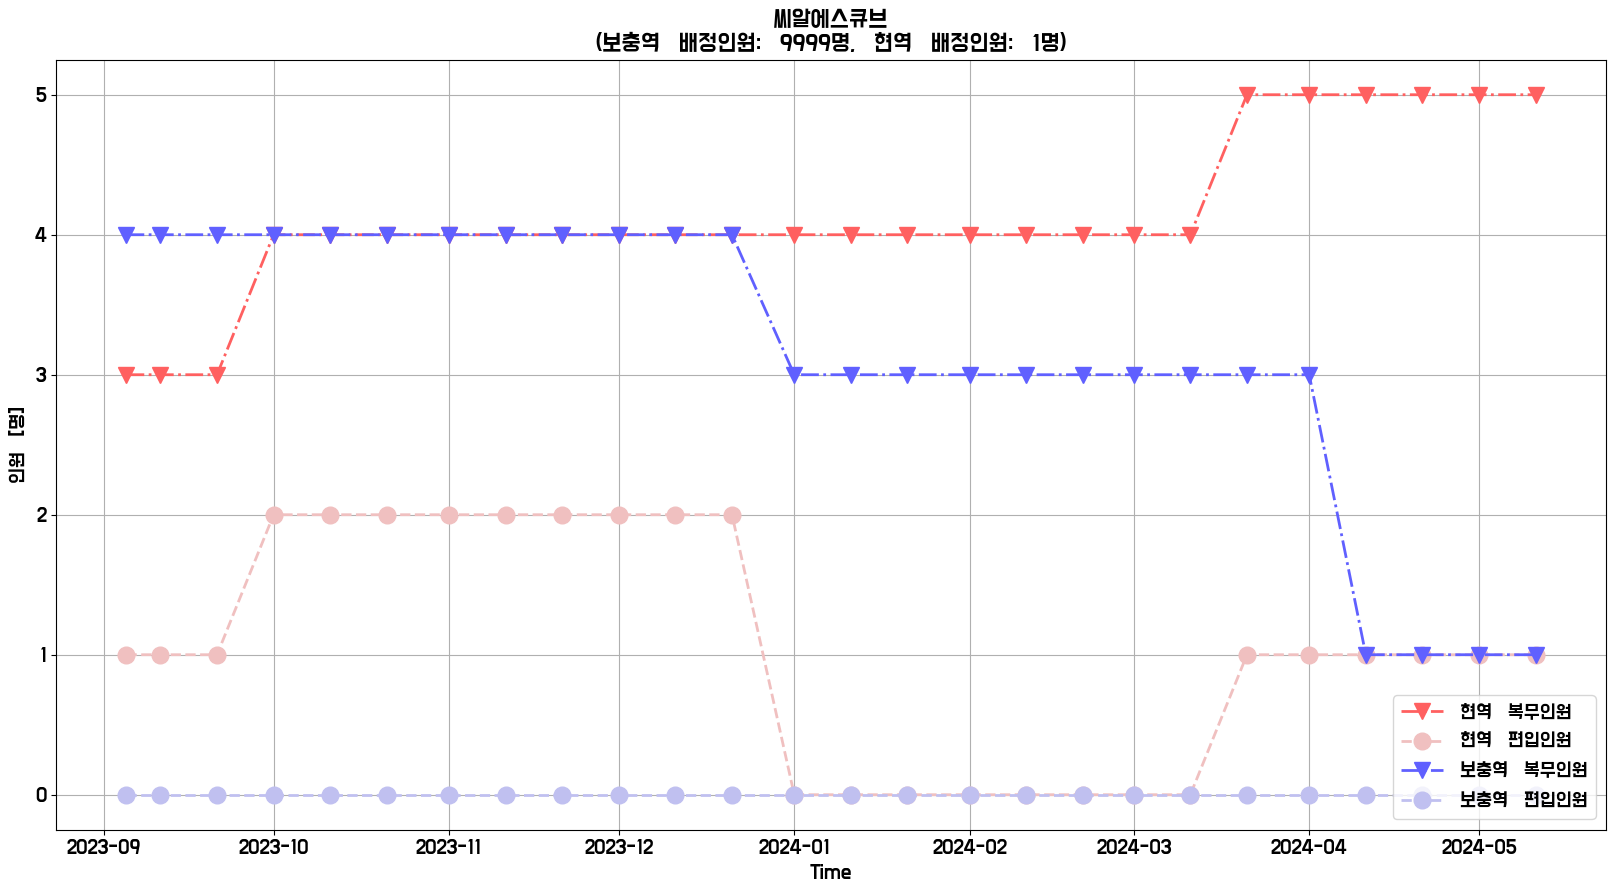 씨알에스큐브
(보충역 배정인원: 9999명, 현역 배정인원: 1명)
인원 [명]
5
4
3
2
1
0
현역 복무인원
현역 편입인원
보충역 복무인원
보충역 편입인원
2023-09 2023-10 2023-11 2023-12 2024-01 2024-02 2024-03 2024-04 2024-05
Time